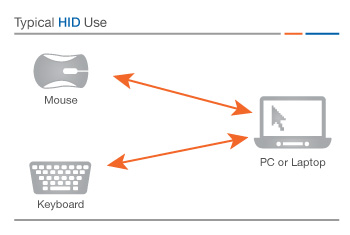 Typical HID Use
Mouse
PC or Laptop
Keyboard